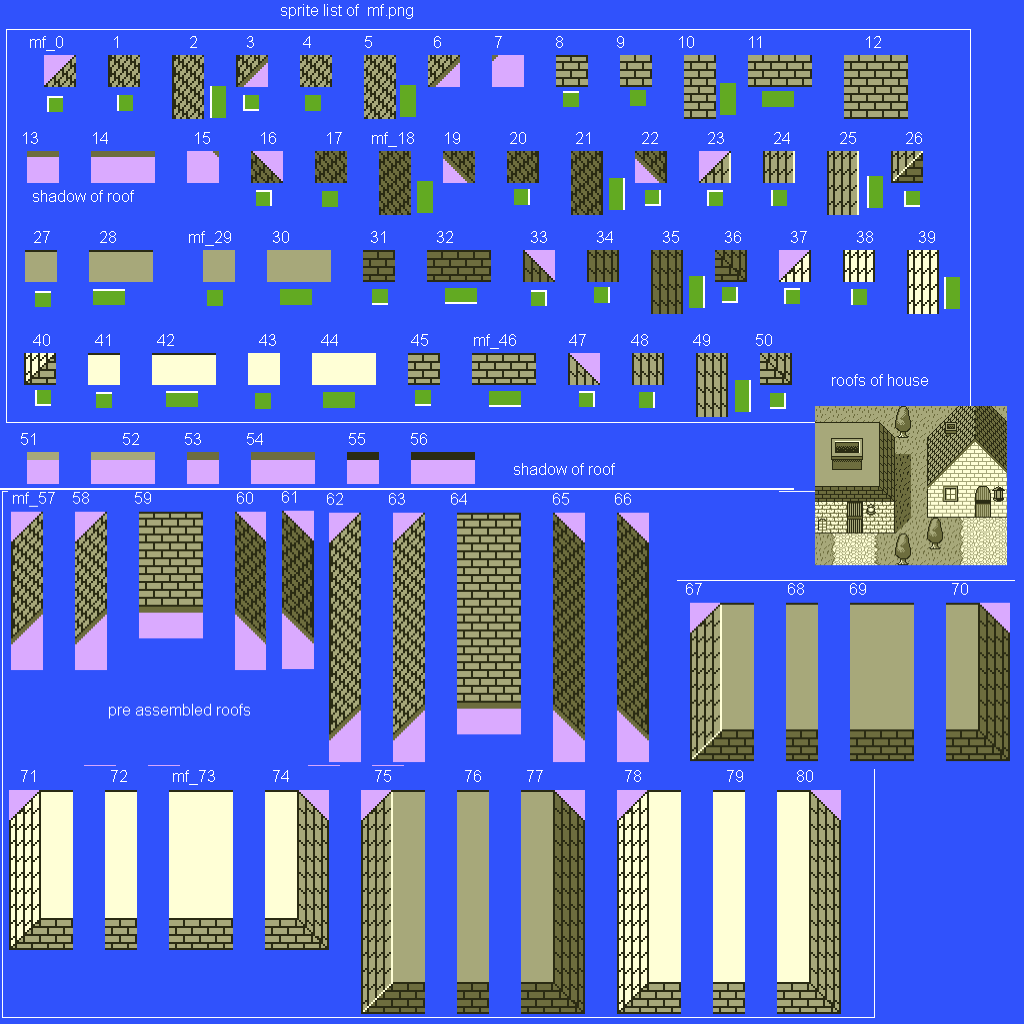 sprite list of mf.png
mf_0 1 2 3 4 5 6 7 8 9 10 11 12
13 14 15 16 17 mf_18 19 20 21 22 23 24 25 26
shadow of roof
27 28 mf_29 30 31 32 33 34 35 36 37 38 39
40 41 42 43 44 45 mf_46 47 48 49 50
roofs of house
51 52 53 54 55 56
shadow of roof
mf_57 58 59 60 61 62 63 64 65 66
67 68 69 70
pre assembled roofs
71 72 mf_73 74 75 76 77 78 79 80